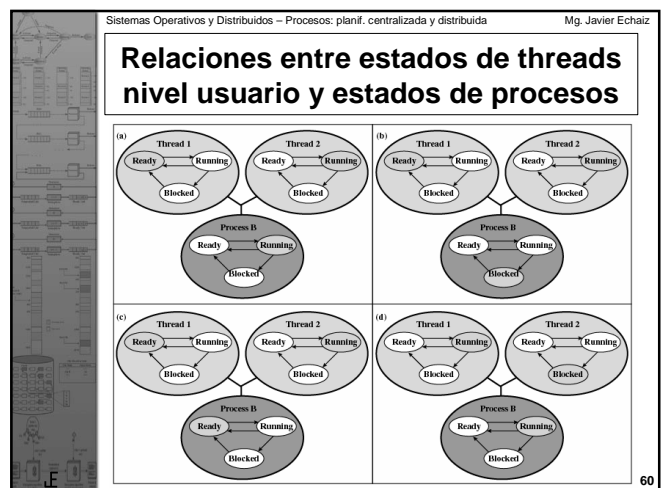 Sistemas Operativos y Distribuidos – Procesos: planif. centralizada y distribuida Mg. Javier Echaiz
Relaciones entre estados de threads
nivel usuario y estados de procesos
(a)
Thread 1
Ready Running
Blocked
Thread 2
Ready Running
Blocked
Process B
Ready Running
Blocked
(b)
Thread 1
Ready Running
Blocked
Thread 2
Ready Running
Blocked
Process B
Ready Running
Blocked
(c)
Thread 1
Ready Running
Blocked
Thread 2
Ready Running
Blocked
Process B
Ready Running
Blocked
(d)
Thread 1
Ready Running
Blocked
Thread 2
Ready Running
Blocked
Process B
Ready Running
Blocked
JE
60